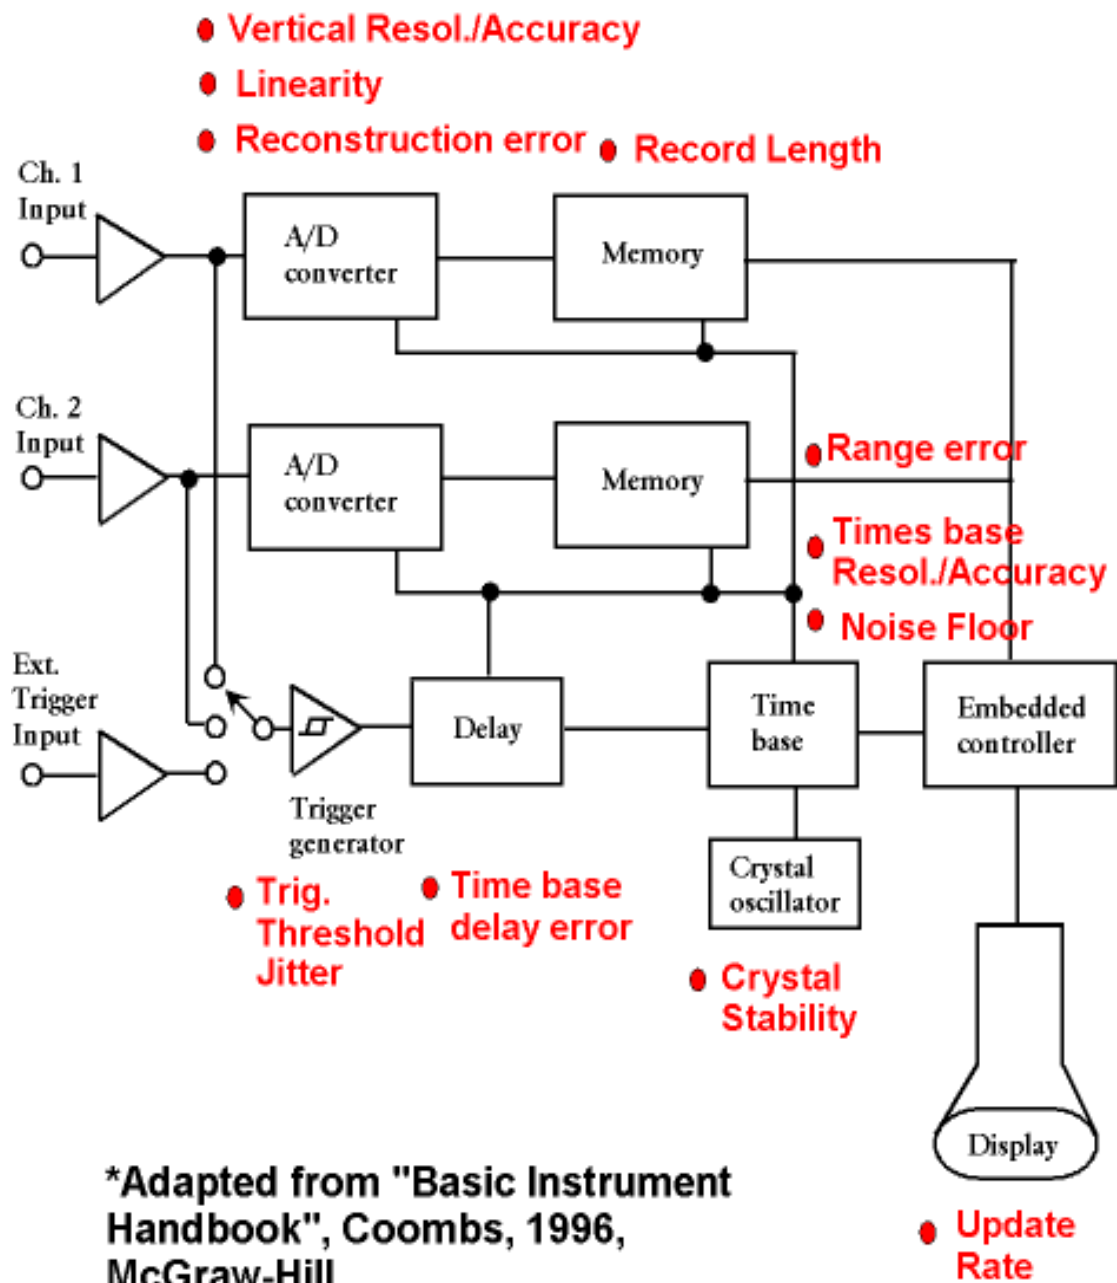 Vertical Resol./Accuracy
Linearity
Reconstruction error
Record Length
Ch. 1
Input
A/D
converter
Memory
Ch. 2
Input
A/D
converter
Memory
Range error
Times base
Resol./Accuracy
Noise Floor
Ext.
Trigger
Input
Delay
Time
base
Embedded
controller
Trigger
generator
Crystal
oscillator
Trig.
Threshold
Jitter
Time base
delay error
Crystal
Stability
Display
*Adapted from "Basic Instrument
Handbook", Coombs, 1996,
McGraw-Hill
Update
Rate